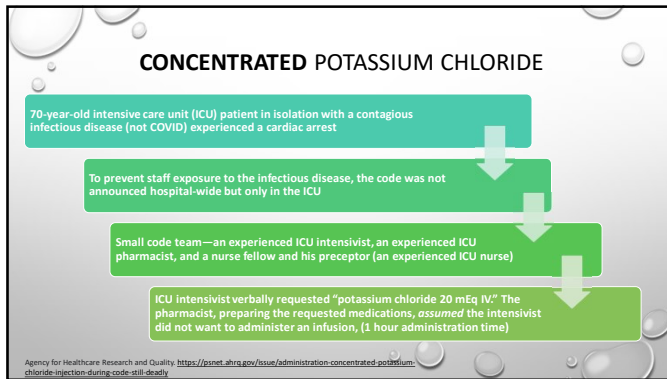 CONCENTRATED POTASSIUM CHLORIDE
70-year-old intensive care unit (ICU) patient in isolation with a contagious
infectious disease (not COVID) experienced a cardiac arrest
To prevent staff exposure to the infectious disease, the code was not
announced hospital-wide but only in the ICU
Small code team—an experienced ICU intensivist, an experienced ICU
pharmacist, and a nurse fellow and his preceptor (an experienced ICU nurse)
ICU intensivist verbally requested “potassium chloride 20 mEq IV.” The
pharmacist, preparing the requested medications, assumed the intensivist
did not want to administer an infusion, (1 hour administration time)
Agency for Healthcare Research and Quality. https://psnet.ahrq.gov/issue/administration-concentrated-potassium-
chloride-injection-during-code-still-deadly